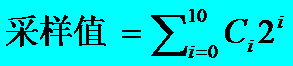 采样值 = ∑_{i=0}^{10} C_i 2^i